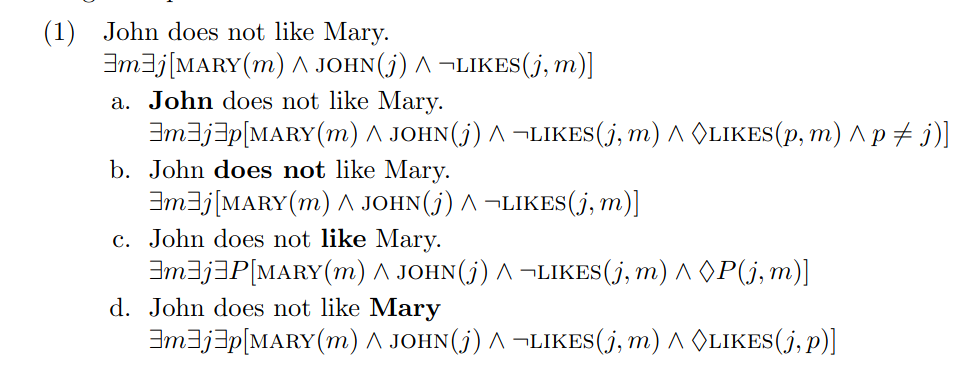 (1) John does not like Mary.
∃m∃j[MARY(m) ∧ JOHN(j) ∧ ¬LIKES(j, m)]
a. John does not like Mary.
∃m∃j∃p[MARY(m) ∧ JOHN(j) ∧ ¬LIKES(j, m) ∧ ◊LIKES(p, m) ∧ p ≠ j)]
b. John does not like Mary.
∃m∃j[MARY(m) ∧ JOHN(j) ∧ ¬LIKES(j, m)]
c. John does not like Mary.
∃m∃j∃P[MARY(m) ∧ JOHN(j) ∧ ¬LIKES(j, m) ∧ ◊P(j, m)]
d. John does not like Mary
∃m∃j∃p[MARY(m) ∧ JOHN(j) ∧ ¬LIKES(j, m) ∧ ◊LIKES(j, p)]